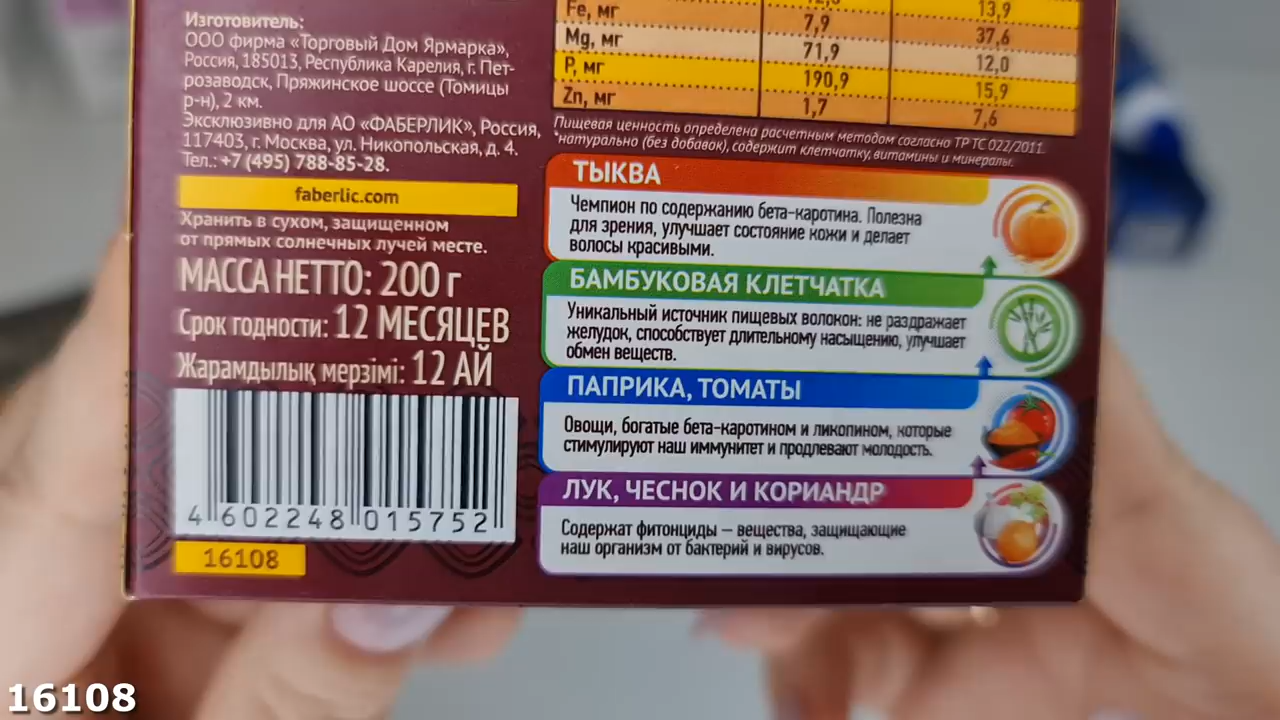 Изготовитель:
ООО фирма «Торговый Дом Ярмарка»,
Россия, 185013, Республика Карелия, г. Пет-
розаводск, Пряжинское шоссе (Томицы
р-н), 2 км.
Эксклюзивно для АО «ФАБЕРЛИК», Россия,
117403, г. Москва, ул. Никопольская, д. 4.
Тел.: +7 (495) 788-85-28.
faberlic.com
Хранить в сухом, защищенном
от прямых солнечных лучей месте.
МАССА НЕТТО: 200 г
Срок годности: 12 МЕСЯЦЕВ
Жарамдылық мерзімі: 12 АЙ
4 602248 015752
16108
Fe, мг 7,9 37,6
Mg, мг 71,9 12,0
P, мг 190,9 15,9
Zn, мг 1,7 7,6
13,9
Пищевая ценность определена расчетным методом согласно ТР ТС 022/2011.
*натурально (без добавок), содержит клетчатку, витамины и минералы.
ТЫКВА
Чемпион по содержанию бета-каротина. Полезна
для зрения, улучшает состояние кожи и делает
волосы красивыми.
БАМБУКОВАЯ КЛЕТЧАТКА
Уникальный источник пищевых волокон: не раздражает
желудок, способствует длительному насыщению, улучшает
обмен веществ.
ПАПРИКА, ТОМАТЫ
Овощи, богатые бета-каротином и ликопином, которые
стимулируют наш иммунитет и продлевают молодость.
ЛУК, ЧЕСНОК И КОРИАНДР
Содержат фитонциды – вещества, защищающие
наш организм от бактерий и вирусов.
16108